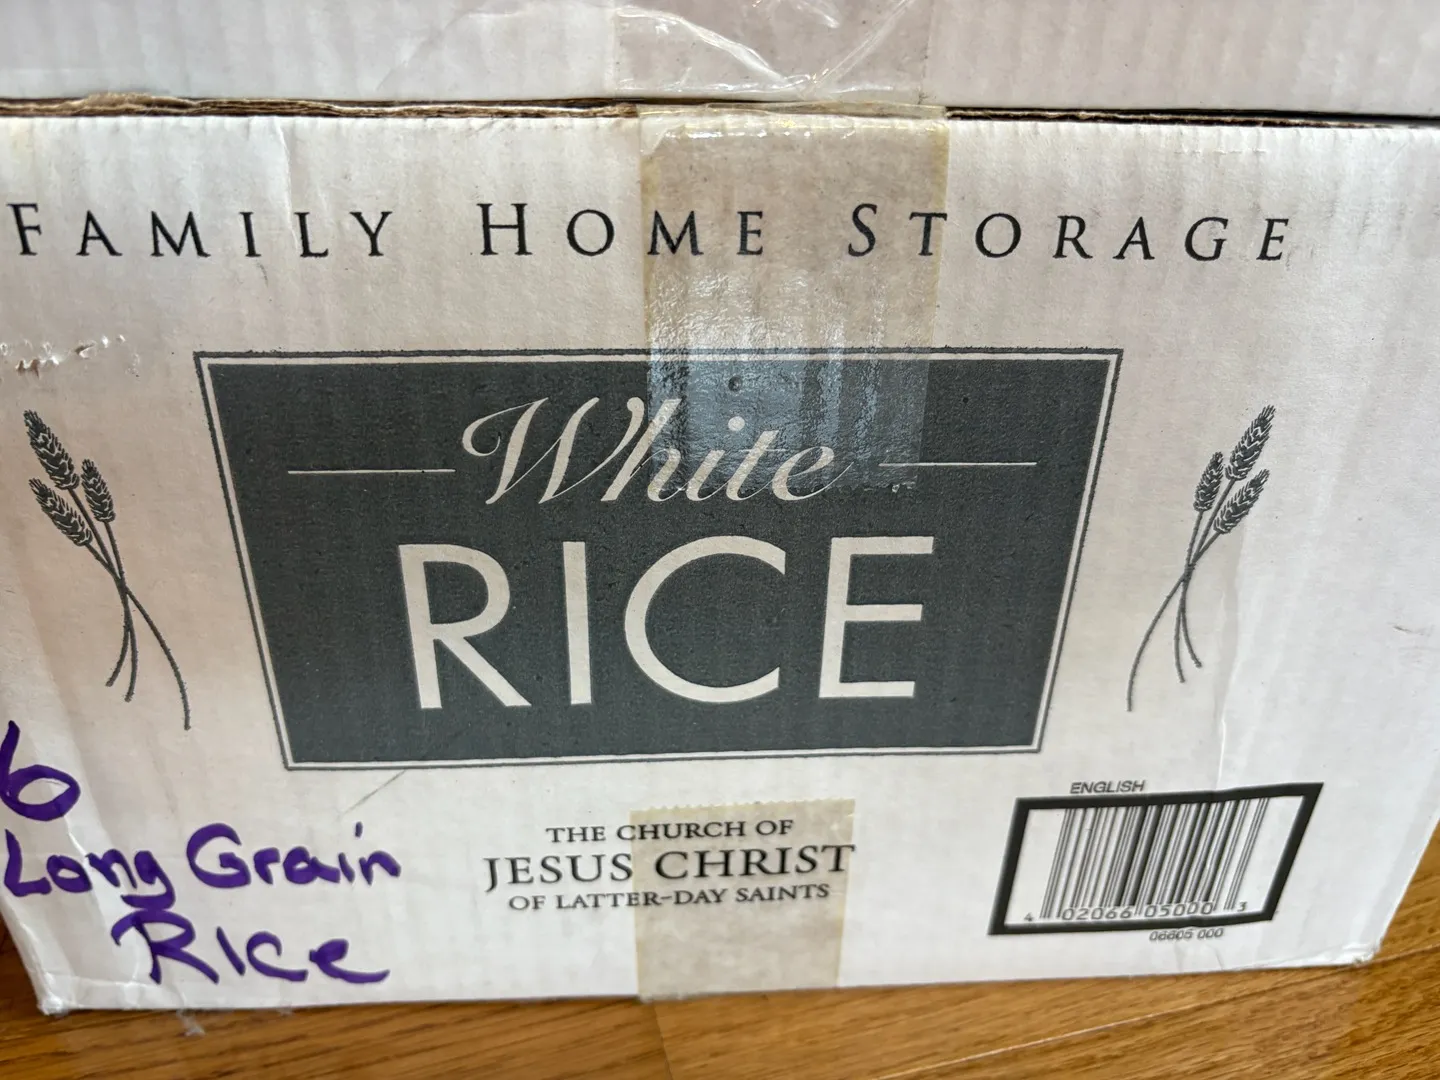 FAMILY HOME STORAGE
White
RICE
6
Long Grain
Rice
THE CHURCH OF
JESUS CHRIST
OF LATTER-DAY SAINTS
ENGLISH
4 02066 05000 3
06605 000